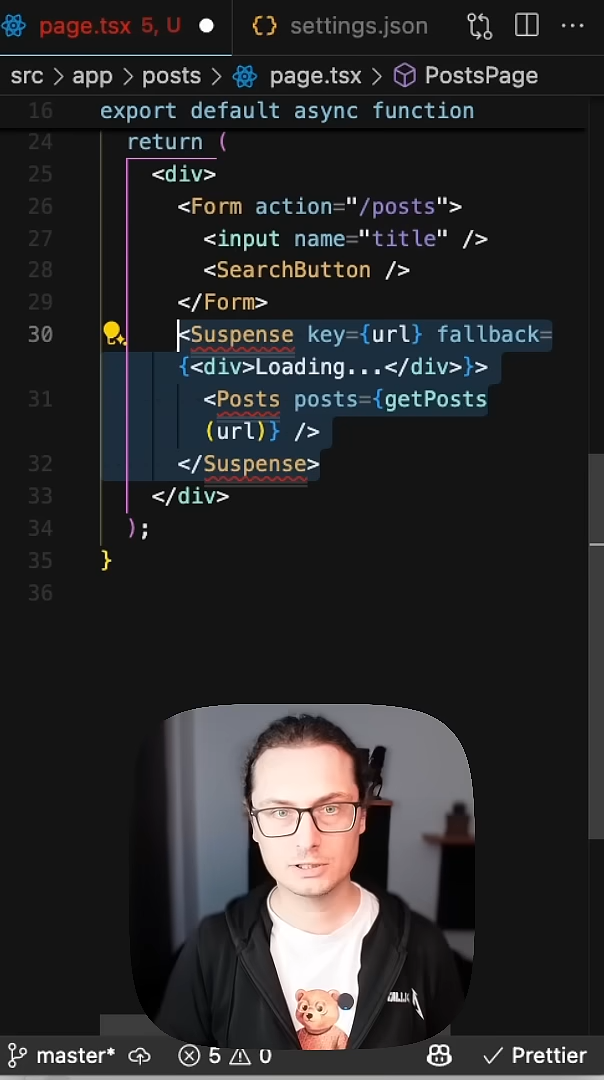 page.tsx 5, U ● {} settings.json ...
src > app > posts > page.tsx > PostsPage
16 export default async function
24 return (
25 <div>
26 <Form action="/posts">
27 <input name="title" />
28 <SearchButton />
29 </Form>
30 <Suspense key={url} fallback=
{<div>Loading...</div>}>
31 <Posts posts={getPosts
(url)} />
32 </Suspense>
33 </div>
34 );
35 }
36
master* 5 0 Prettier